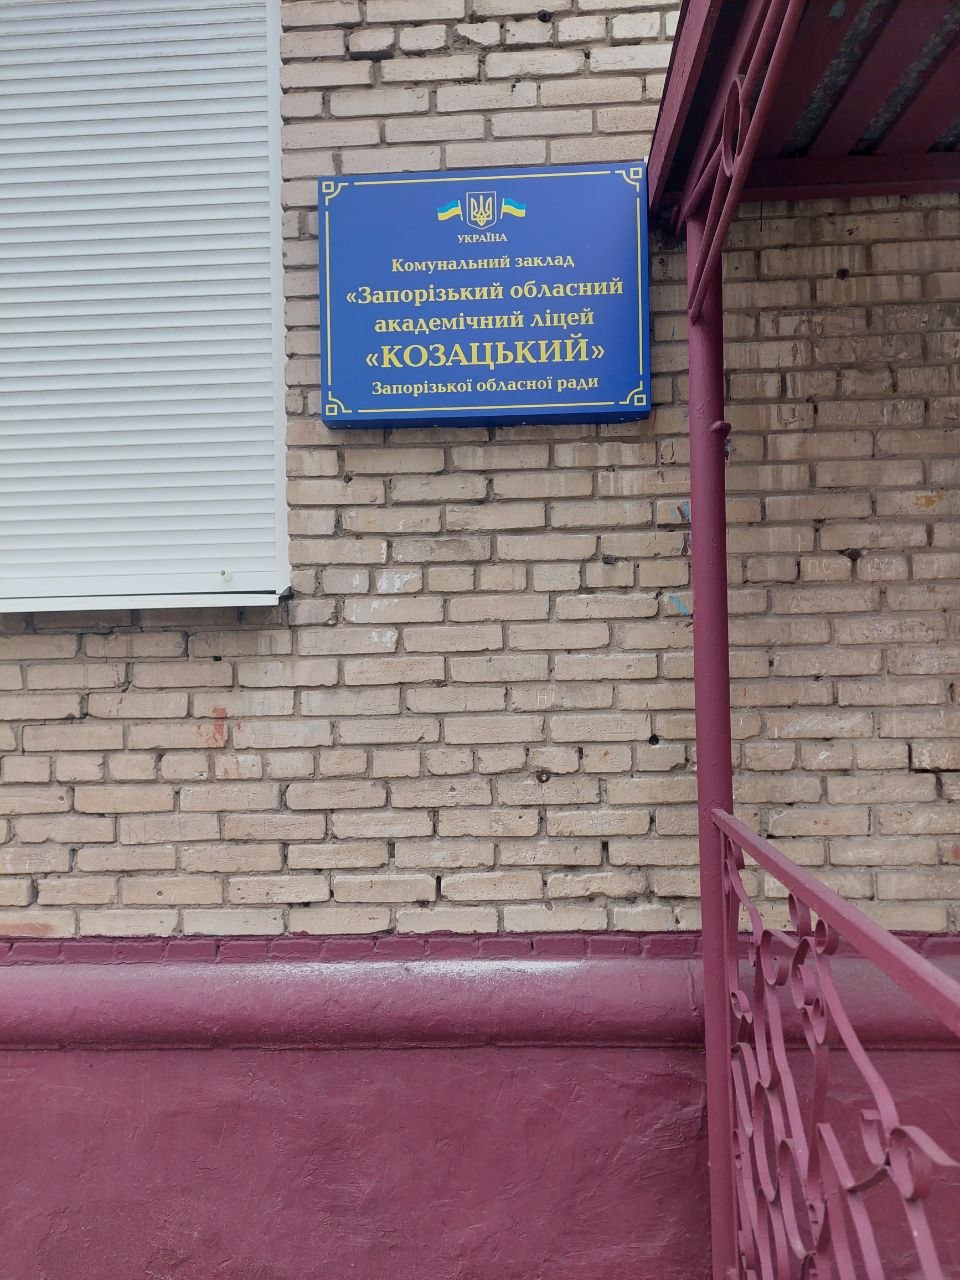 УКРАЇНА
Комунальний заклад
«Запорізький обласний
академічний ліцей
«КОЗАЦЬКИЙ»
Запорізької обласної ради